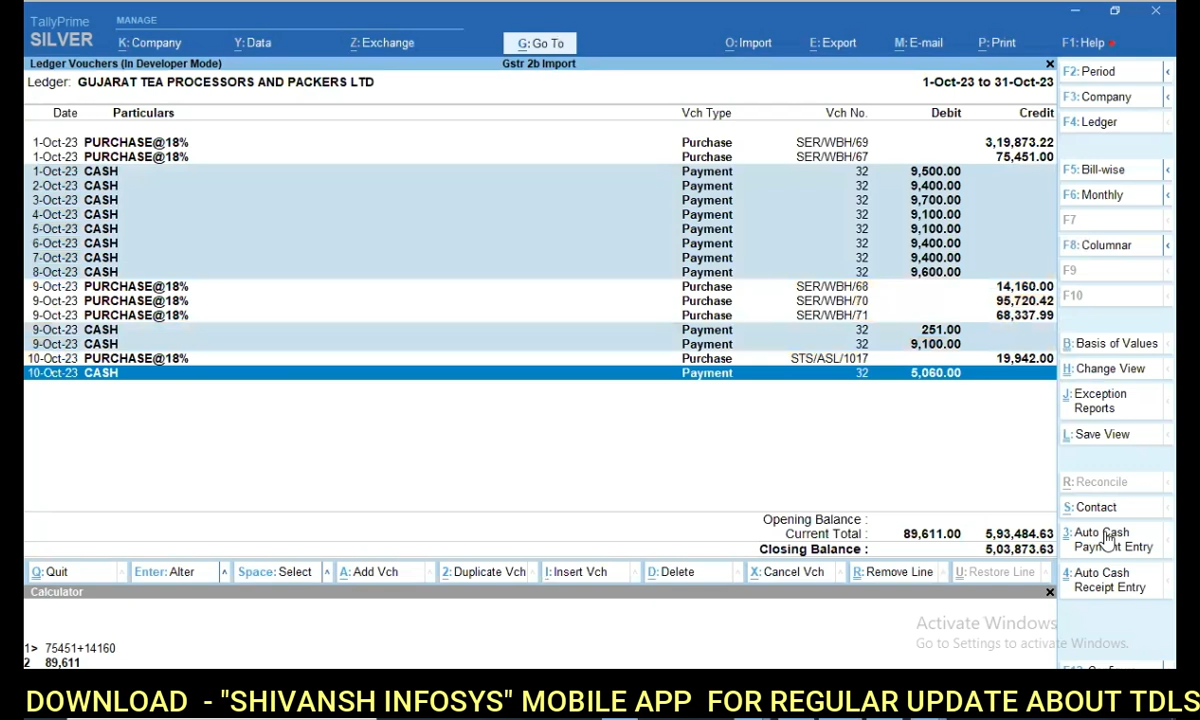 TallyPrime MANAGE
SILVER K: Company Y: Data Z: Exchange G: Go To O: Import E: Export M: E-mail P: Print F1: Help
Ledger Vouchers (In Developer Mode) Gstr 2b Import ×
Ledger: GUJARAT TEA PROCESSORS AND PACKERS LTD 1-Oct-23 to 31-Oct-23
Date Particulars Vch Type Vch No. Debit Credit
1-Oct-23 PURCHASE@18% Purchase SER/WBH/69 3,19,873.22
1-Oct-23 PURCHASE@18% Purchase SER/WBH/67 75,451.00
1-Oct-23 CASH Payment 32 9,500.00
2-Oct-23 CASH Payment 32 9,400.00
3-Oct-23 CASH Payment 32 9,700.00
4-Oct-23 CASH Payment 32 9,100.00
5-Oct-23 CASH Payment 32 9,100.00
6-Oct-23 CASH Payment 32 9,400.00
7-Oct-23 CASH Payment 32 9,400.00
8-Oct-23 CASH Payment 32 9,600.00
9-Oct-23 PURCHASE@18% Purchase SER/WBH/68 14,160.00
9-Oct-23 PURCHASE@18% Purchase SER/WBH/70 95,720.42
9-Oct-23 PURCHASE@18% Purchase SER/WBH/71 68,337.99
9-Oct-23 CASH Payment 32 251.00
9-Oct-23 CASH Payment 32 9,100.00
10-Oct-23 PURCHASE@18% Purchase STS/ASL/1017 19,942.00
10-Oct-23 CASH Payment 32 5,060.00
Opening Balance :
Current Total : 89,611.00 5,93,484.63
Closing Balance : 5,03,873.63
Q: Quit Enter: Alter Space: Select A: Add Vch 2: Duplicate Vch I: Insert Vch D: Delete X: Cancel Vch R: Remove Line U: Restore Line
Calculator ×
1> 75451+14160
2 89,611
F2: Period
F3: Company
F4: Ledger
F5: Bill-wise
F6: Monthly
F7
F8: Columnar
F9
F10
B: Basis of Values
H: Change View
J: Exception
Reports
L: Save View
R: Reconcile
S: Contact
3: Auto Cash
Payment Entry
4: Auto Cash
Receipt Entry
Activate Windows
Go to Settings to activate Windows.
DOWNLOAD - "SHIVANSH INFOSYS" MOBILE APP FOR REGULAR UPDATE ABOUT TDLS